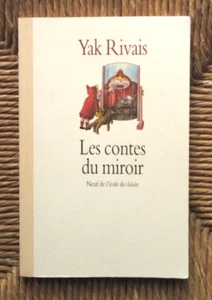 Yak Rivais
Les contes
du miroir
Neuf de l'école des loisirs